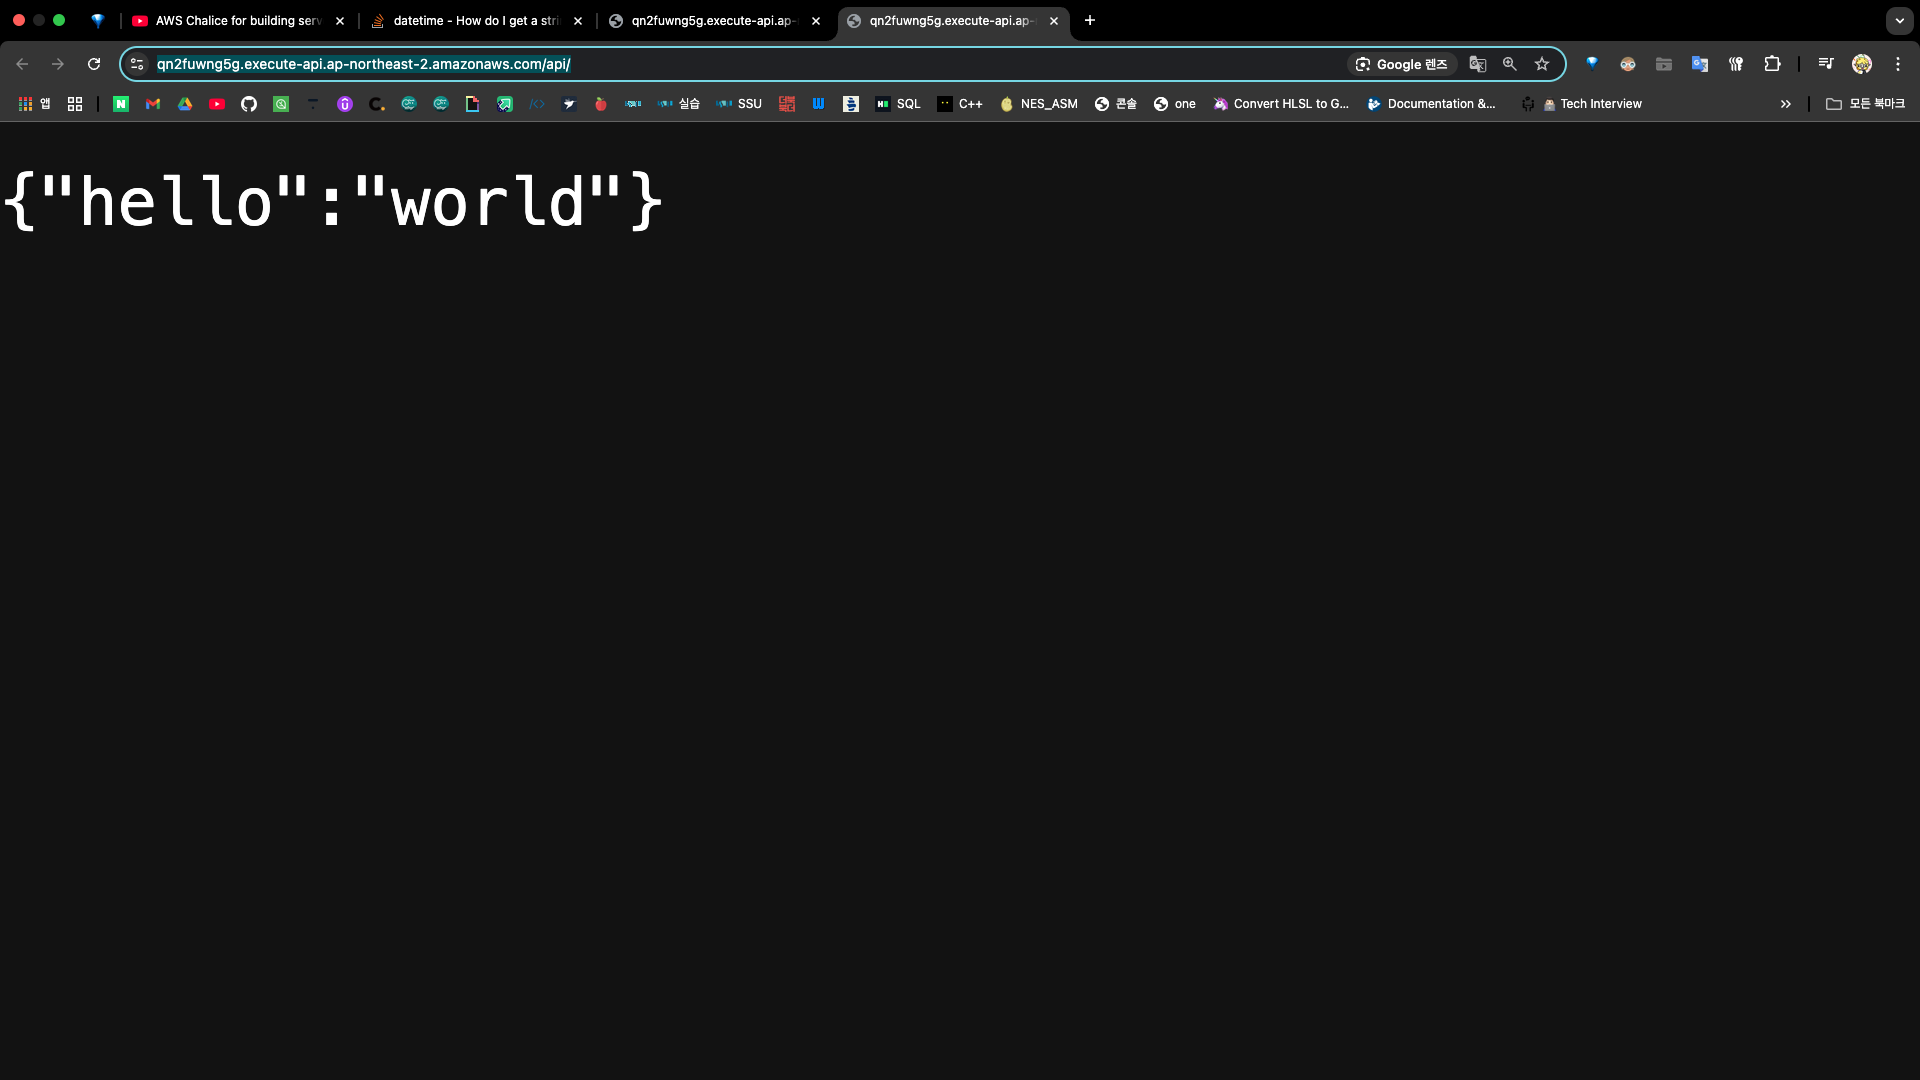 AWS Chalice for building serv
datetime - How do I get a stri
qn2fuwng5g.execute-api.ap-
qn2fuwng5g.execute-api.ap-
qn2fuwng5g.execute-api.ap-northeast-2.amazonaws.com/api/
Google 렌즈
앱
실습
SSU
SQL
C++
NES_ASM
콘솔
one
Convert HLSL to G...
Documentation &...
Tech Interview
모든 북마크
{"hello":"world"}